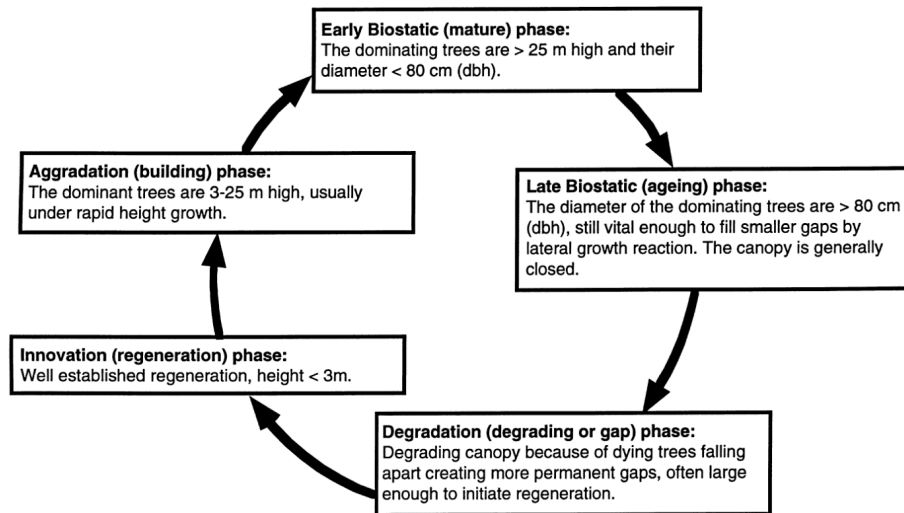 Early Biostatic (mature) phase:
The dominating trees are > 25 m high and their
diameter < 80 cm (dbh).
Aggradation (building) phase:
The dominant trees are 3-25 m high, usually
under rapid height growth.
Late Biostatic (ageing) phase:
The diameter of the dominating trees are > 80 cm
(dbh), still vital enough to fill smaller gaps by
lateral growth reaction. The canopy is generally
closed.
Innovation (regeneration) phase:
Well established regeneration, height < 3m.
Degradation (degrading or gap) phase:
Degrading canopy because of dying trees falling
apart creating more permanent gaps, often large
enough to initiate regeneration.